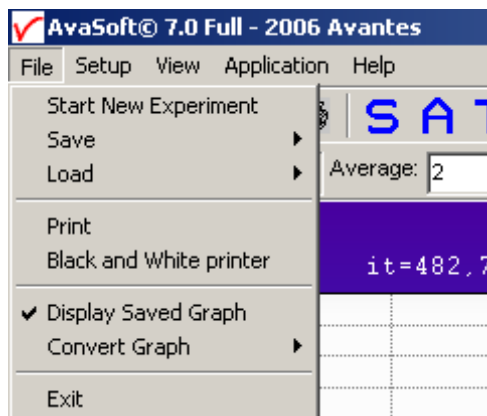 AvaSoft© 7.0 Full - 2006 Avantes
File Setup View Application Help
Start New Experiment
S A
Save
Load
Average: 2
Print
Black and White printer
it=482,7
Display Saved Graph
Convert Graph
Exit